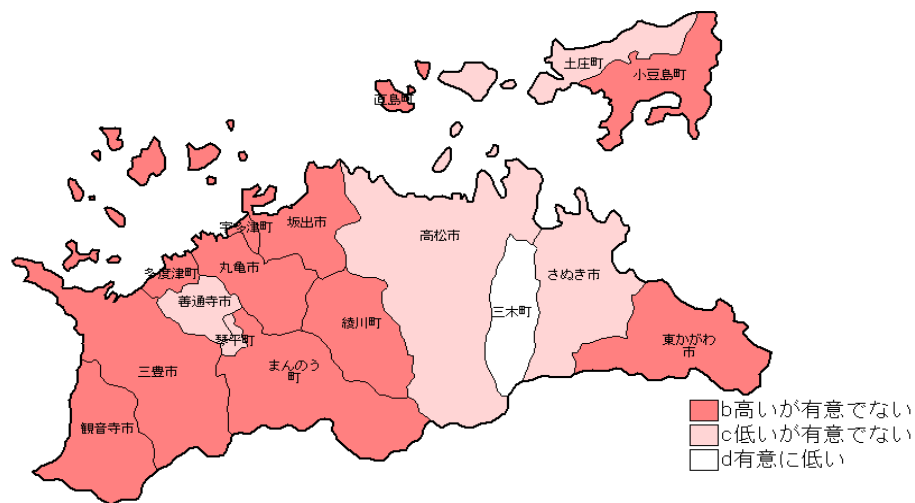 土庄町
小豆島町
直島町
宇多津町
坂出市
高松市
多度津町
丸亀市
さぬき市
善通寺市
三木町
綾川町
琴平町
東かがわ
市
まんのう
町
三豊市
観音寺市
b高いが有意でない
c低いが有意でない
d有意に低い